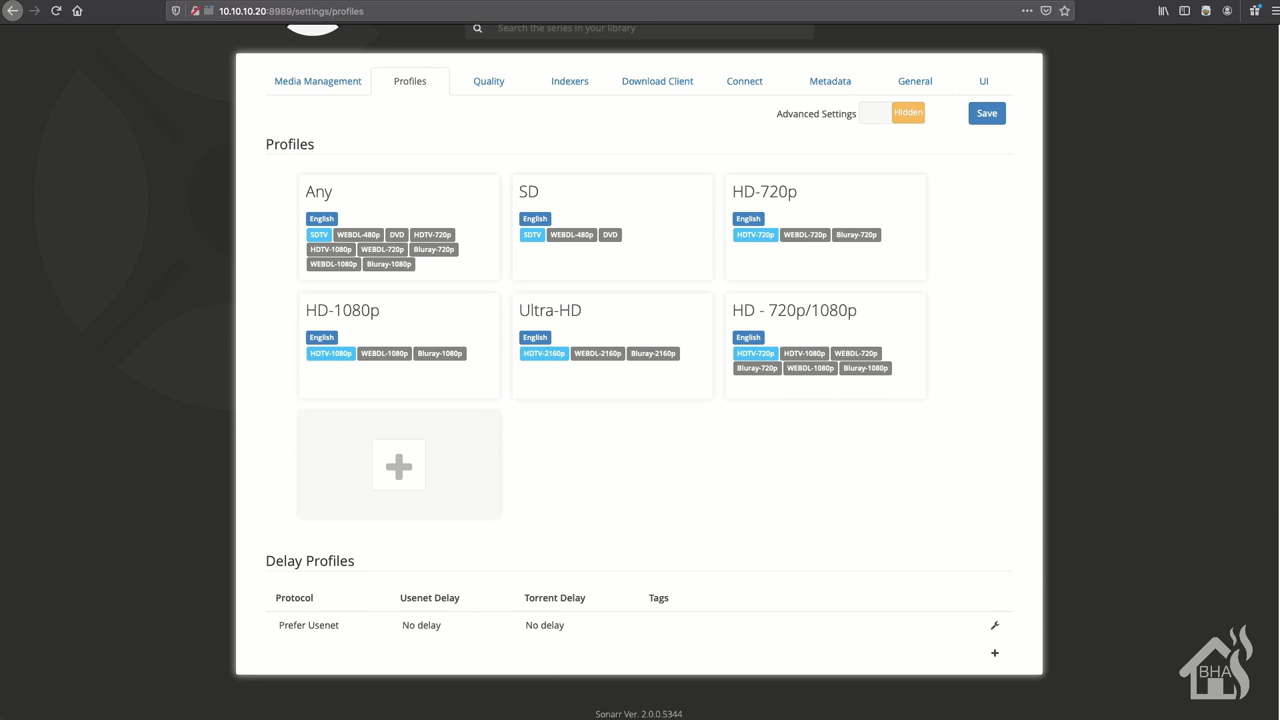 10.10.10.20:8989/settings/profiles
Search the series in your library
Media Management Profiles Quality Indexers Download Client Connect Metadata General UI
Advanced Settings Hidden Save
Profiles
Any
English
SDTV WEBDL-480p DVD HDTV-720p
HDTV-1080p WEBDL-720p Bluray-720p
WEBDL-1080p Bluray-1080p
SD
English
SDTV WEBDL-480p DVD
HD-720p
English
HDTV-720p WEBDL-720p Bluray-720p
HD-1080p
English
HDTV-1080p WEBDL-1080p Bluray-1080p
Ultra-HD
English
HDTV-2160p WEBDL-2160p Bluray-2160p
HD - 720p/1080p
English
HDTV-720p HDTV-1080p WEBDL-720p
Bluray-720p WEBDL-1080p Bluray-1080p
Delay Profiles
Protocol Usenet Delay Torrent Delay Tags
Prefer Usenet No delay No delay
BHA
Sonarr Ver. 2.0.0.5344